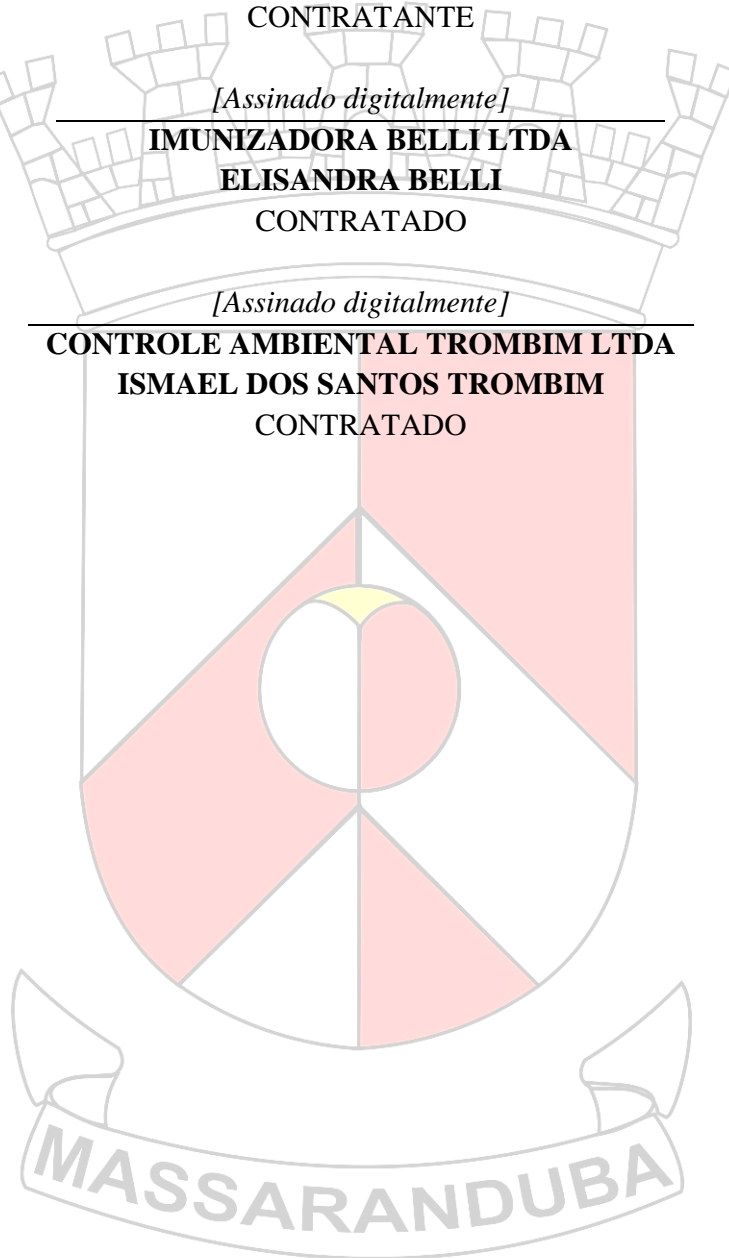 CONTRATANTE
[Assinado digitalmente]
IMUNIZADORA BELLI LTDA
ELISANDRA BELLI
CONTRATADO
[Assinado digitalmente]
CONTROLE AMBIENTAL TROMBIM LTDA
ISMAEL DOS SANTOS TROMBIM
CONTRATADO
MASSARANDUBA